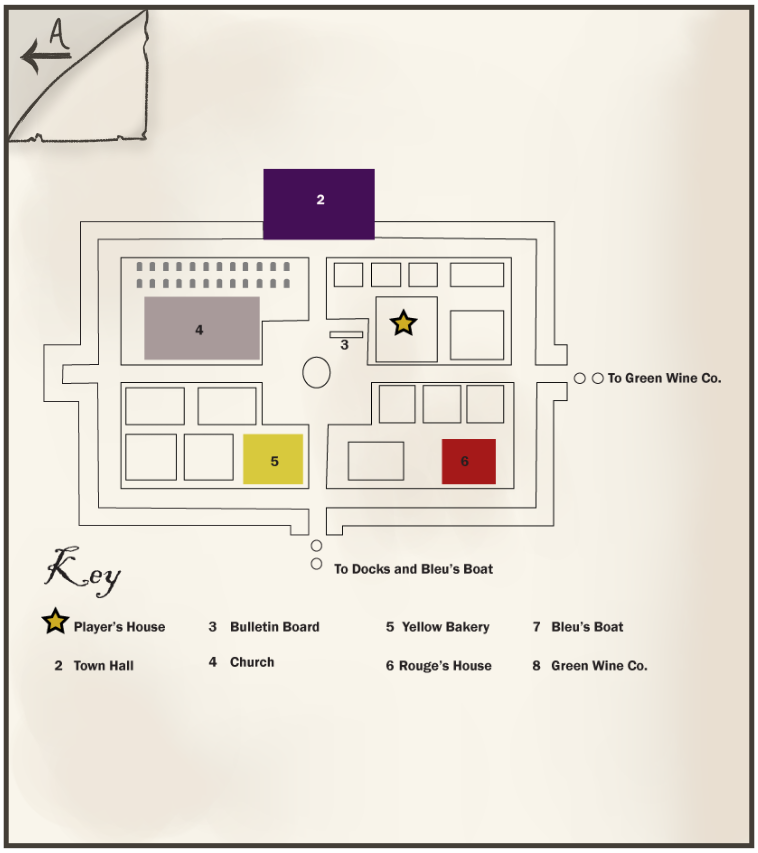 A
2
4
3
To Green Wine Co.
5
6
To Docks and Bleu's Boat
Key
Player's House
3 Bulletin Board
5 Yellow Bakery
7 Bleu's Boat
2 Town Hall
4 Church
6 Rouge's House
8 Green Wine Co.